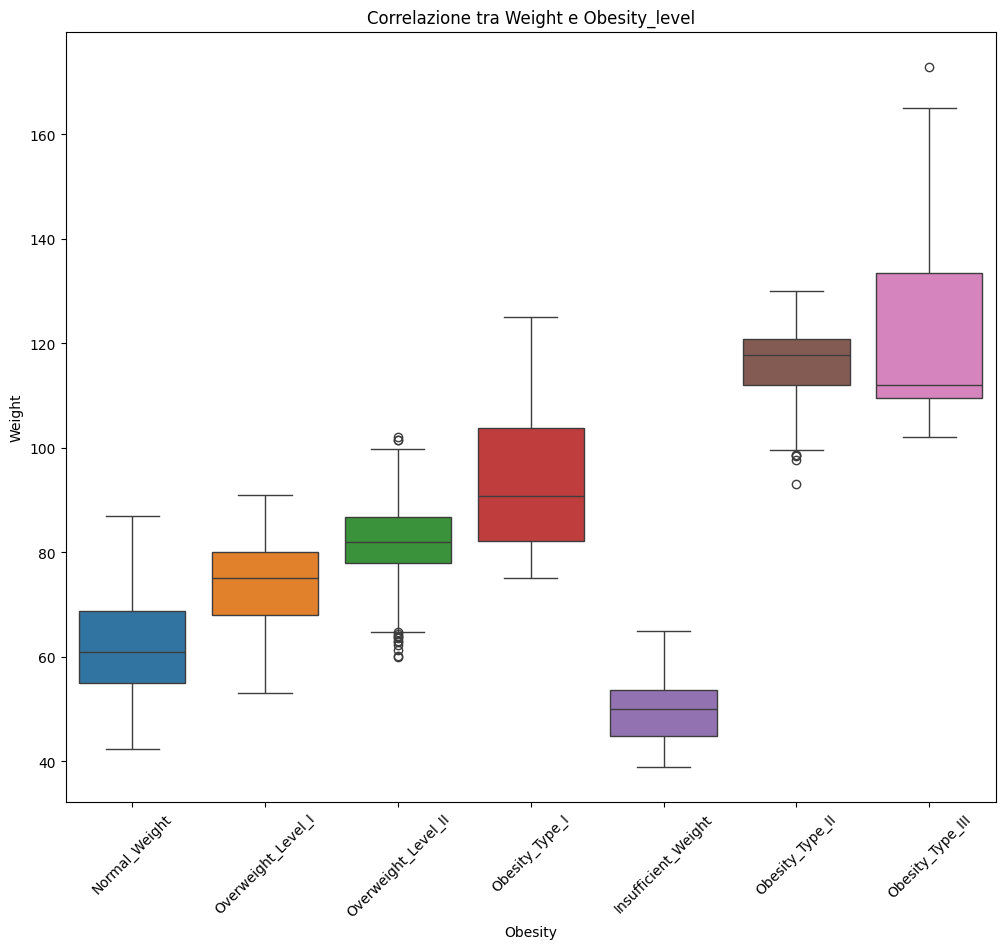 Correlazione tra Weight e Obesity_level
Weight
160
140
120
100
80
60
40
Normal_Weight
Overweight_Level_I
Overweight_Level_II
Obesity_Type_I
Insufficient_Weight
Obesity_Type_II
Obesity_Type_III
Obesity